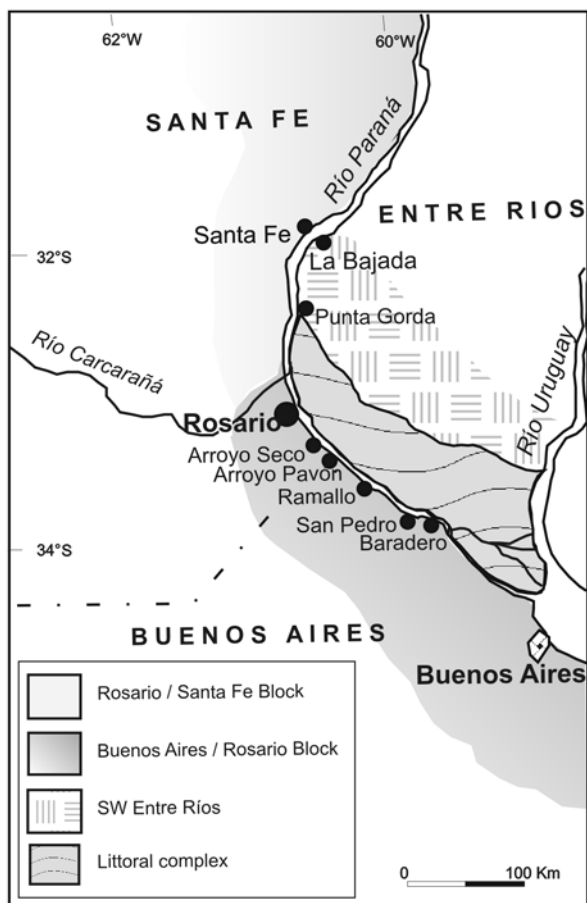 62°W
60°W
SANTA FE
Río Paraná
ENTRE RIOS
Santa Fe
La Bajada
32°S
Punta Gorda
Río Carcarañá
Río Uruguay
Rosario
Arroyo Seco
Arroyo Pavón
Ramallo
San Pedro
Baradero
34°S
BUENOS AIRES
Buenos Aires
Rosario / Santa Fe Block
Buenos Aires / Rosario Block
SW Entre Ríos
Littoral complex
0 100 Km